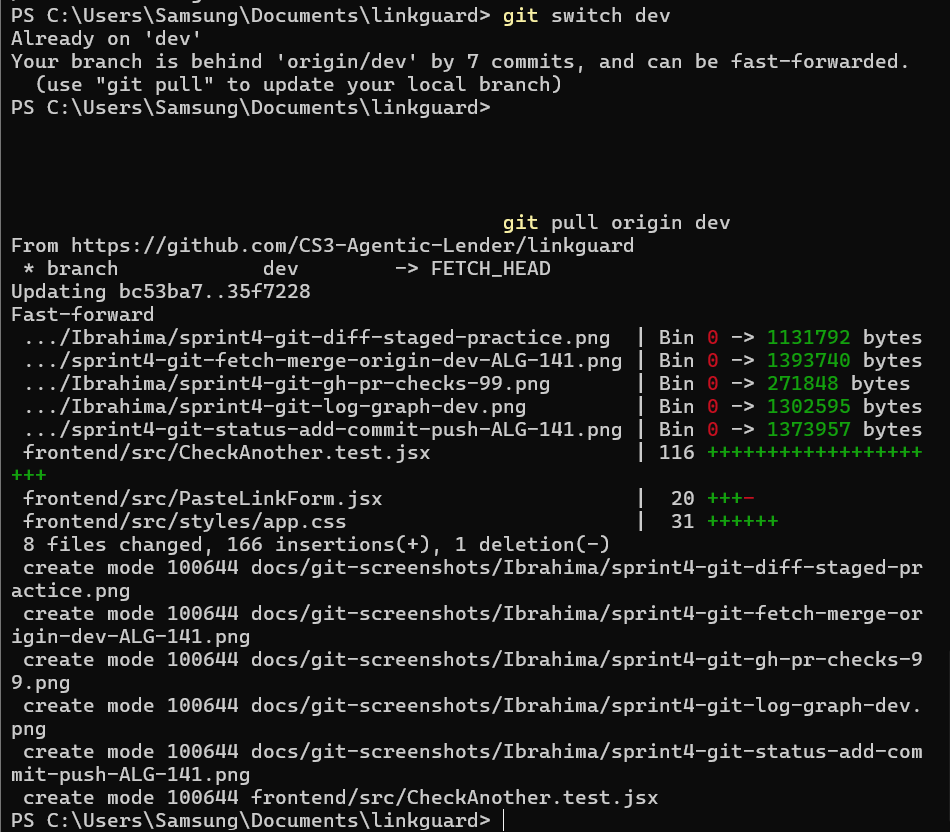 PS C:\Users\Samsung\Documents\linkguard> git switch dev
Already on 'dev'
Your branch is behind 'origin/dev' by 7 commits, and can be fast-forwarded.
  (use "git pull" to update your local branch)
PS C:\Users\Samsung\Documents\linkguard>
git pull origin dev
From https://github.com/CS3-Agentic-Lender/linkguard
 * branch            dev        -> FETCH_HEAD
Updating bc53ba7..35f7228
Fast-forward
 .../Ibrahima/sprint4-git-diff-staged-practice.png  | Bin 0 -> 1131792 bytes
 .../sprint4-git-fetch-merge-origin-dev-ALG-141.png | Bin 0 -> 1393740 bytes
 .../Ibrahima/sprint4-git-gh-pr-checks-99.png       | Bin 0 -> 271848 bytes
 .../Ibrahima/sprint4-git-log-graph-dev.png         | Bin 0 -> 1302595 bytes
 .../sprint4-git-status-add-commit-push-ALG-141.png | Bin 0 -> 1373957 bytes
 frontend/src/CheckAnother.test.jsx                 | 116 ++++++++++++++++++
+++
 frontend/src/PasteLinkForm.jsx                     |  20 +++-
 frontend/src/styles/app.css                        |  31 ++++++
 8 files changed, 166 insertions(+), 1 deletion(-)
 create mode 100644 docs/git-screenshots/Ibrahima/sprint4-git-diff-staged-pr
actice.png
 create mode 100644 docs/git-screenshots/Ibrahima/sprint4-git-fetch-merge-or
igin-dev-ALG-141.png
 create mode 100644 docs/git-screenshots/Ibrahima/sprint4-git-gh-pr-checks-9
9.png
 create mode 100644 docs/git-screenshots/Ibrahima/sprint4-git-log-graph-dev.
png
 create mode 100644 docs/git-screenshots/Ibrahima/sprint4-git-status-add-com
mit-push-ALG-141.png
 create mode 100644 frontend/src/CheckAnother.test.jsx
PS C:\Users\Samsung\Documents\linkguard>